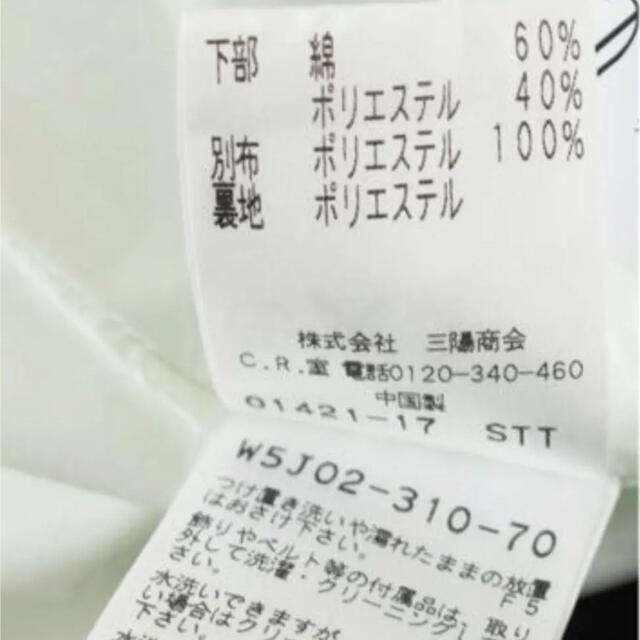 下部 綿 60%
ポリエステル 40%
別布 ポリエステル 100%
裏地 ポリエステル
株式会社 三陽商会
C.R.室 電話0120-340-460
中国製
01421-17 STT
W5J02-310-70
つけ置き洗いや濡れたままの放置
はおさけ下さい。 F5
飾りやベルト等の付属品は、取り
外して洗濯・クリーニング
さい。
水洗いできますが
い場合はクリ
下さい。
水洗